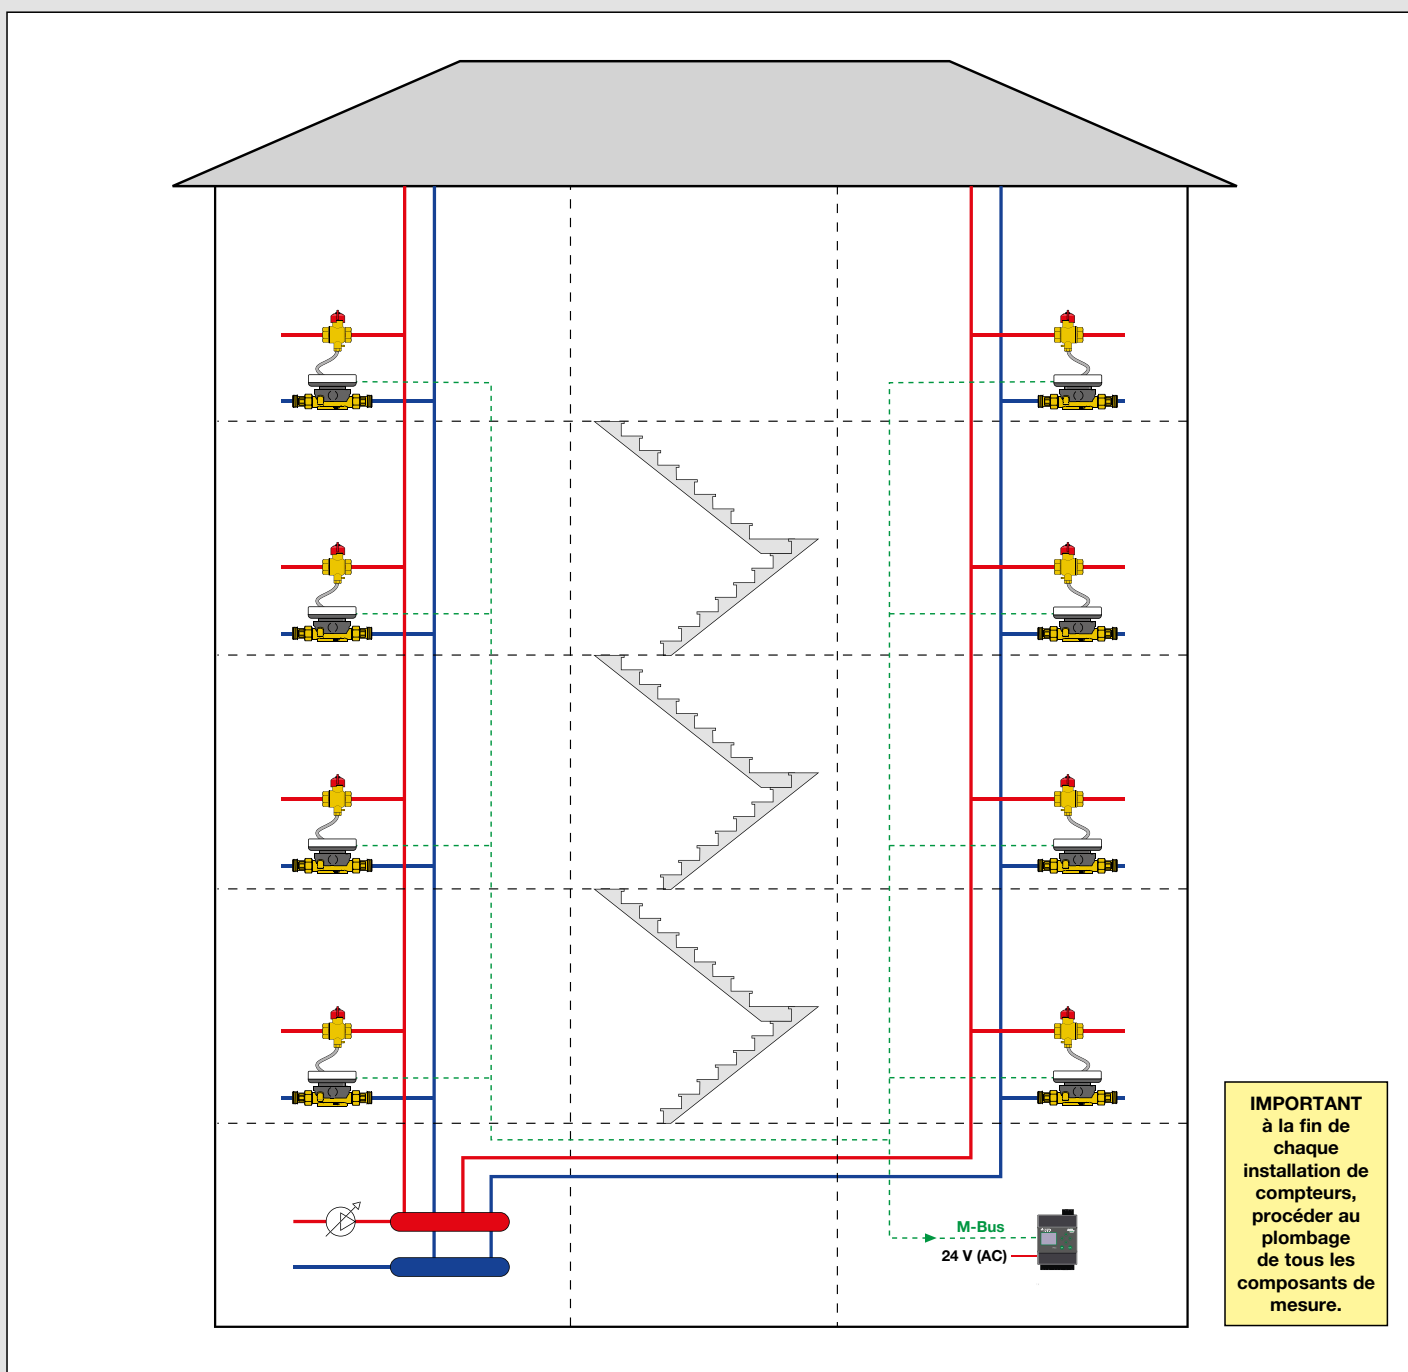 IMPORTANT
à la fin de
chaque
installation de
compteurs,
procéder au
plombage
de tous les
composants de
mesure.
M-Bus
24 V (AC)